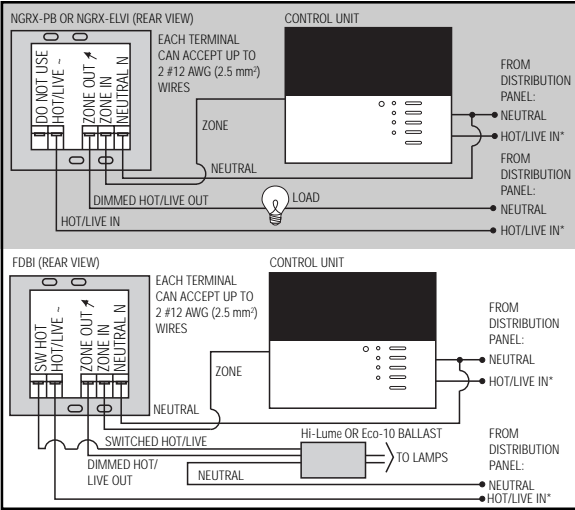 NGRX-PB OR NGRX-ELVI (REAR VIEW)
CONTROL UNIT
EACH TERMINAL
CAN ACCEPT UP TO
2 #12 AWG (2.5 mm²)
WIRES
DO NOT USE
HOT/LIVE ~
ZONE OUT
ZONE IN
NEUTRAL N
FROM
DISTRIBUTION
PANEL:
NEUTRAL
HOT/LIVE IN*
ZONE
NEUTRAL
FROM
DISTRIBUTION
PANEL:
NEUTRAL
HOT/LIVE IN*
DIMMED HOT/LIVE OUT
LOAD
HOT/LIVE IN
FDBI (REAR VIEW)
CONTROL UNIT
EACH TERMINAL
CAN ACCEPT UP TO
2 #12 AWG (2.5 mm²)
WIRES
SW HOT
HOT/LIVE ~
ZONE OUT
ZONE IN
NEUTRAL N
FROM
DISTRIBUTION
PANEL:
NEUTRAL
HOT/LIVE IN*
ZONE
NEUTRAL
SWITCHED HOT/LIVE
Hi-Lume OR Eco-10 BALLAST
TO LAMPS
DIMMED HOT/
LIVE OUT
NEUTRAL
FROM
DISTRIBUTION
PANEL:
NEUTRAL
HOT/LIVE IN*